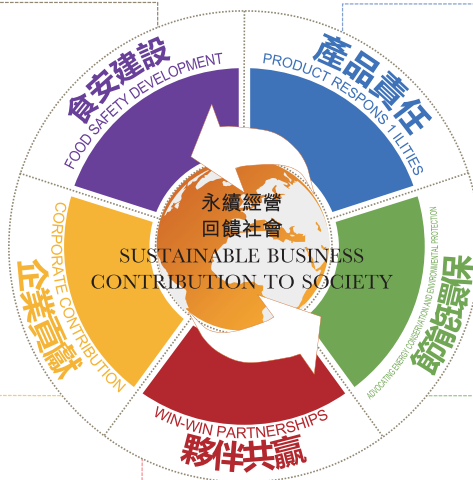 食安建設
FOOD SAFETY DEVELOPMENT
產品責任
PRODUCT RESPONS 1 ILITIES
永續經營
回饋社會
SUSTAINABLE BUSINESS
CONTRIBUTION TO SOCIETY
企業貢獻
CORPORATE CONTRIBUTION
節能環保
ADVOCATING ENERGY CONSERVATION AND ENVIRONMENTAL PROTECTION
WIN-WIN PARTNERSHIPS
夥伴共贏